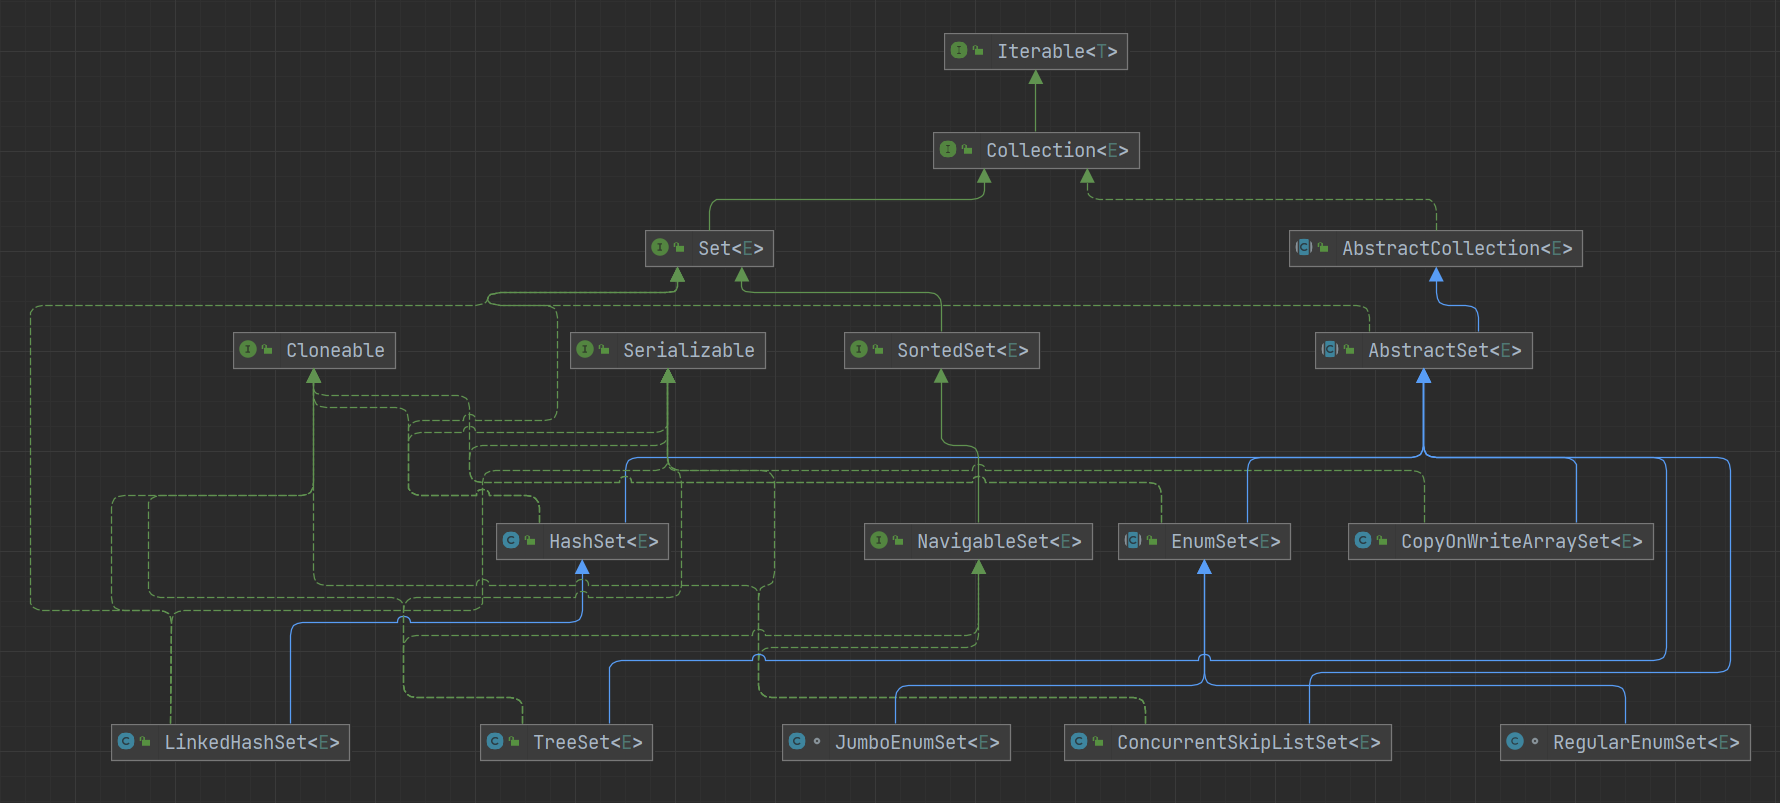 Iterable<T>
Collection<E>
Set<E>
AbstractCollection<E>
Cloneable
Serializable
SortedSet<E>
AbstractSet<E>
HashSet<E>
NavigableSet<E>
EnumSet<E>
CopyOnWriteArraySet<E>
LinkedHashSet<E>
TreeSet<E>
JumboEnumSet<E>
ConcurrentSkipListSet<E>
RegularEnumSet<E>